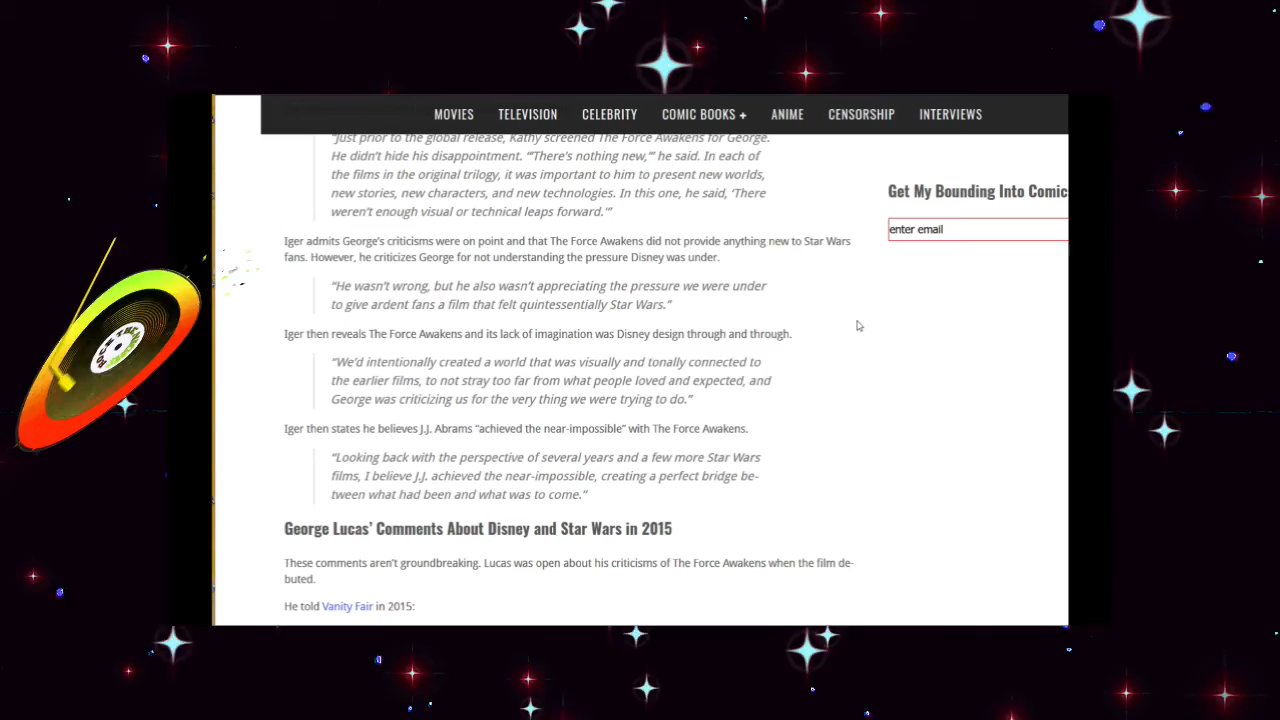 MOVIES TELEVISION CELEBRITY COMIC BOOKS + ANIME CENSORSHIP INTERVIEWS
"Just prior to the global release, Kathy screened The Force Awakens for George.
He didn't hide his disappointment. "'There's nothing new,'" he said. In each of
the films in the original trilogy, it was important to him to present new worlds,
new stories, new characters, and new technologies. In this one, he said, 'There
weren't enough visual or technical leaps forward.'"
Iger admits George's criticisms were on point and that The Force Awakens did not provide anything new to Star Wars
fans. However, he criticizes George for not understanding the pressure Disney was under.
"He wasn't wrong, but he also wasn't appreciating the pressure we were under
to give ardent fans a film that felt quintessentially Star Wars."
Iger then reveals The Force Awakens and its lack of imagination was Disney design through and through.
"We'd intentionally created a world that was visually and tonally connected to
the earlier films, to not stray too far from what people loved and expected, and
George was criticizing us for the very thing we were trying to do."
Iger then states he believes J.J. Abrams "achieved the near-impossible" with The Force Awakens.
"Looking back with the perspective of several years and a few more Star Wars
films, I believe J.J. achieved the near-impossible, creating a perfect bridge be-
tween what had been and what was to come."
George Lucas' Comments About Disney and Star Wars in 2015
These comments aren't groundbreaking. Lucas was open about his criticisms of The Force Awakens when the film de-
buted.
He told Vanity Fair in 2015:
Get My Bounding Into Comic
enter email